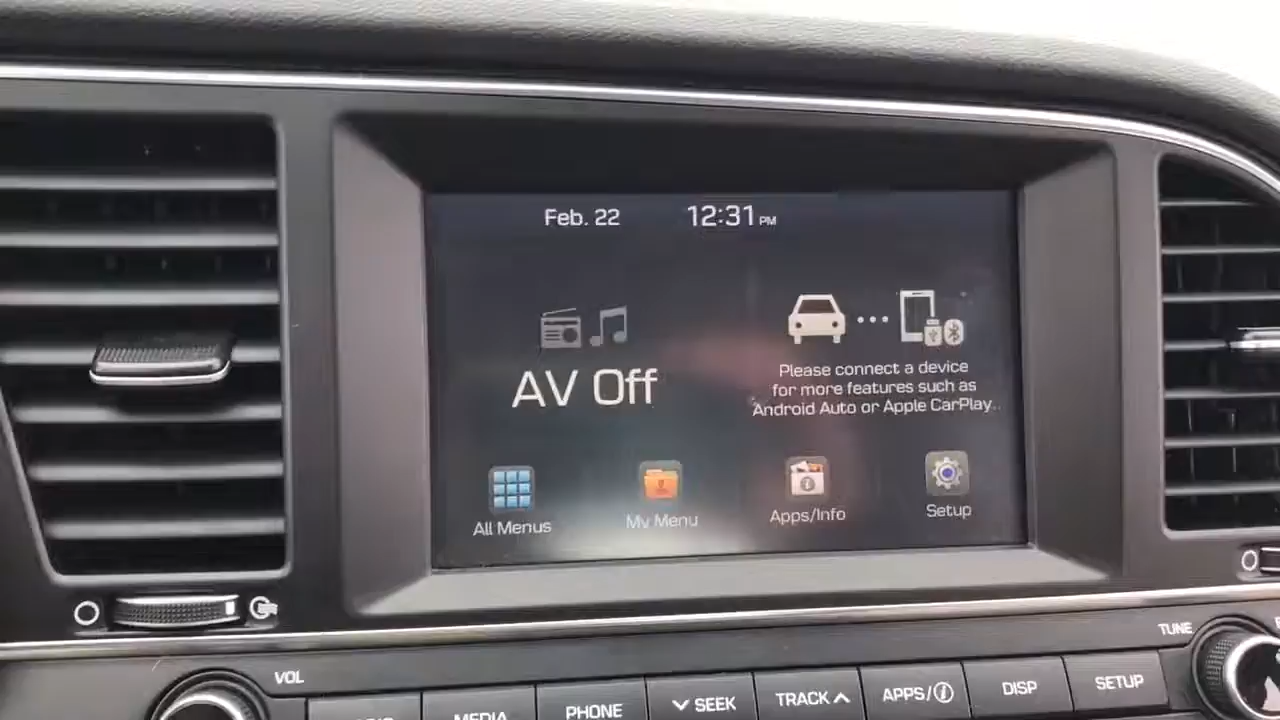 Feb. 22 12:31 PM
AV Off
Please connect a device
for more features such as
Android Auto or Apple CarPlay.
All Menus
My Menu
Apps/Info
Setup
VOL
TUNE
MEDIA
PHONE
SEEK
TRACK
APPS/i
DISP
SETUP